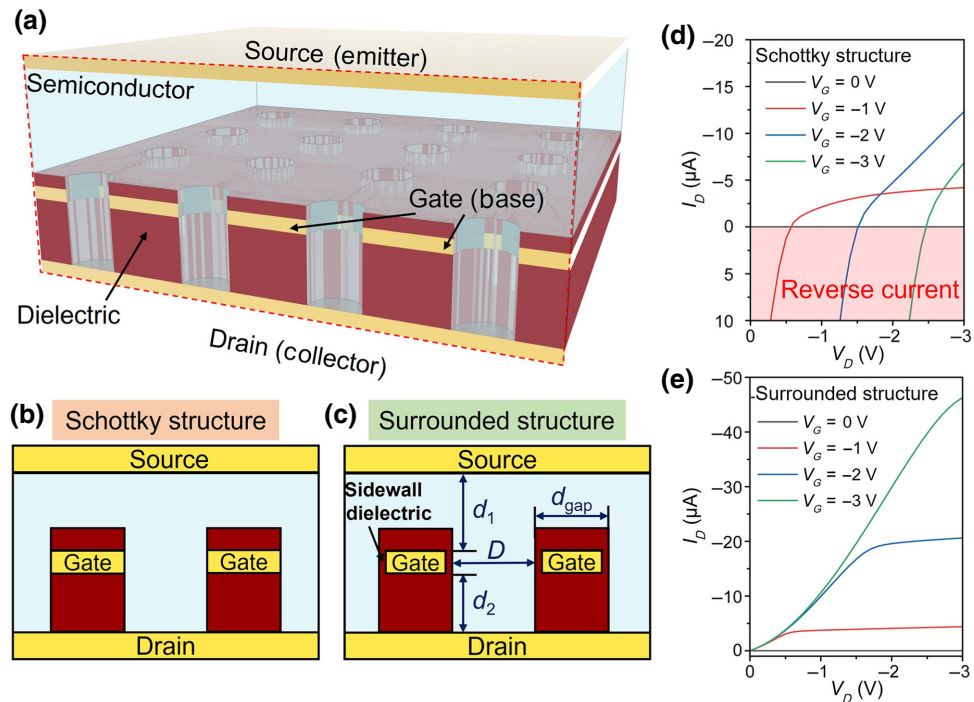 (a)
Source (emitter)
Semiconductor
Gate (base)
Dielectric
Drain (collector)
(b)
Schottky structure
Source
Gate
Gate
Drain
(c)
Surrounded structure
Source
Sidewall
dielectric
d1
dgap
Gate
D
Gate
d2
Drain
(d)
Schottky structure
VG = 0 V
VG = −1 V
VG = −2 V
VG = −3 V
Reverse current
−20
−15
−10
−5
0
5
10
ID (μA)
0
−1
−2
−3
VD (V)
(e)
Surrounded structure
VG = 0 V
VG = −1 V
VG = −2 V
VG = −3 V
−50
−40
−30
−20
−10
0
ID (μA)
0
−1
−2
−3
VD (V)